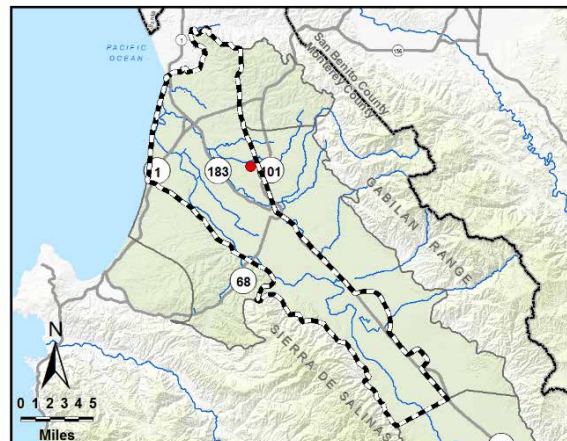 PACIFIC
OCEAN
1
156
San Benito County
Monterey County
183
101
1
GABILAN RANGE
68
SIERRA DE SALINAS
N
0 1 2 3 4 5
Miles